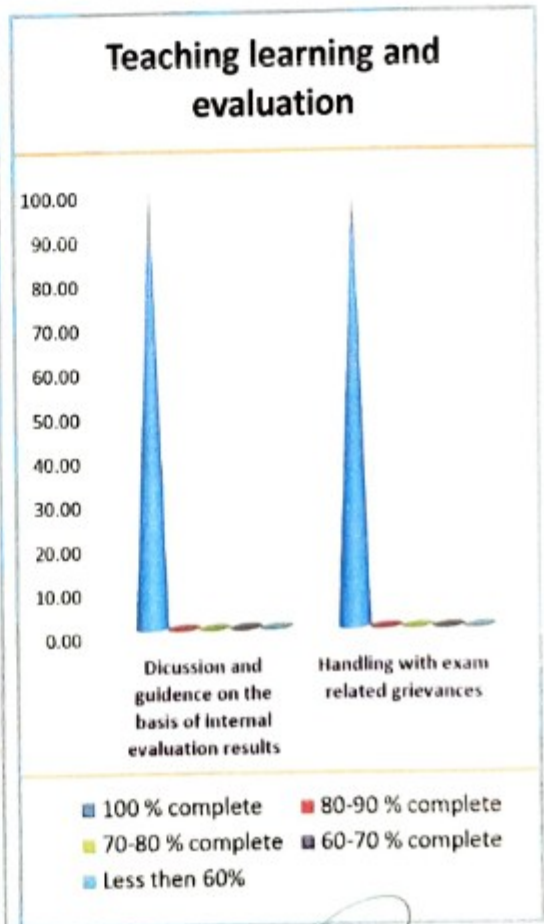 Teaching learning and
evaluation
100.00
90.00
80.00
70.00
60.00
50.00
40.00
30.00
20.00
10.00
0.00
Dicussion and
guidence on the
basis of internal
evaluation results
Handling with exam
related grievances
100 % complete
80-90 % complete
70-80 % complete
60-70 % complete
Less then 60%